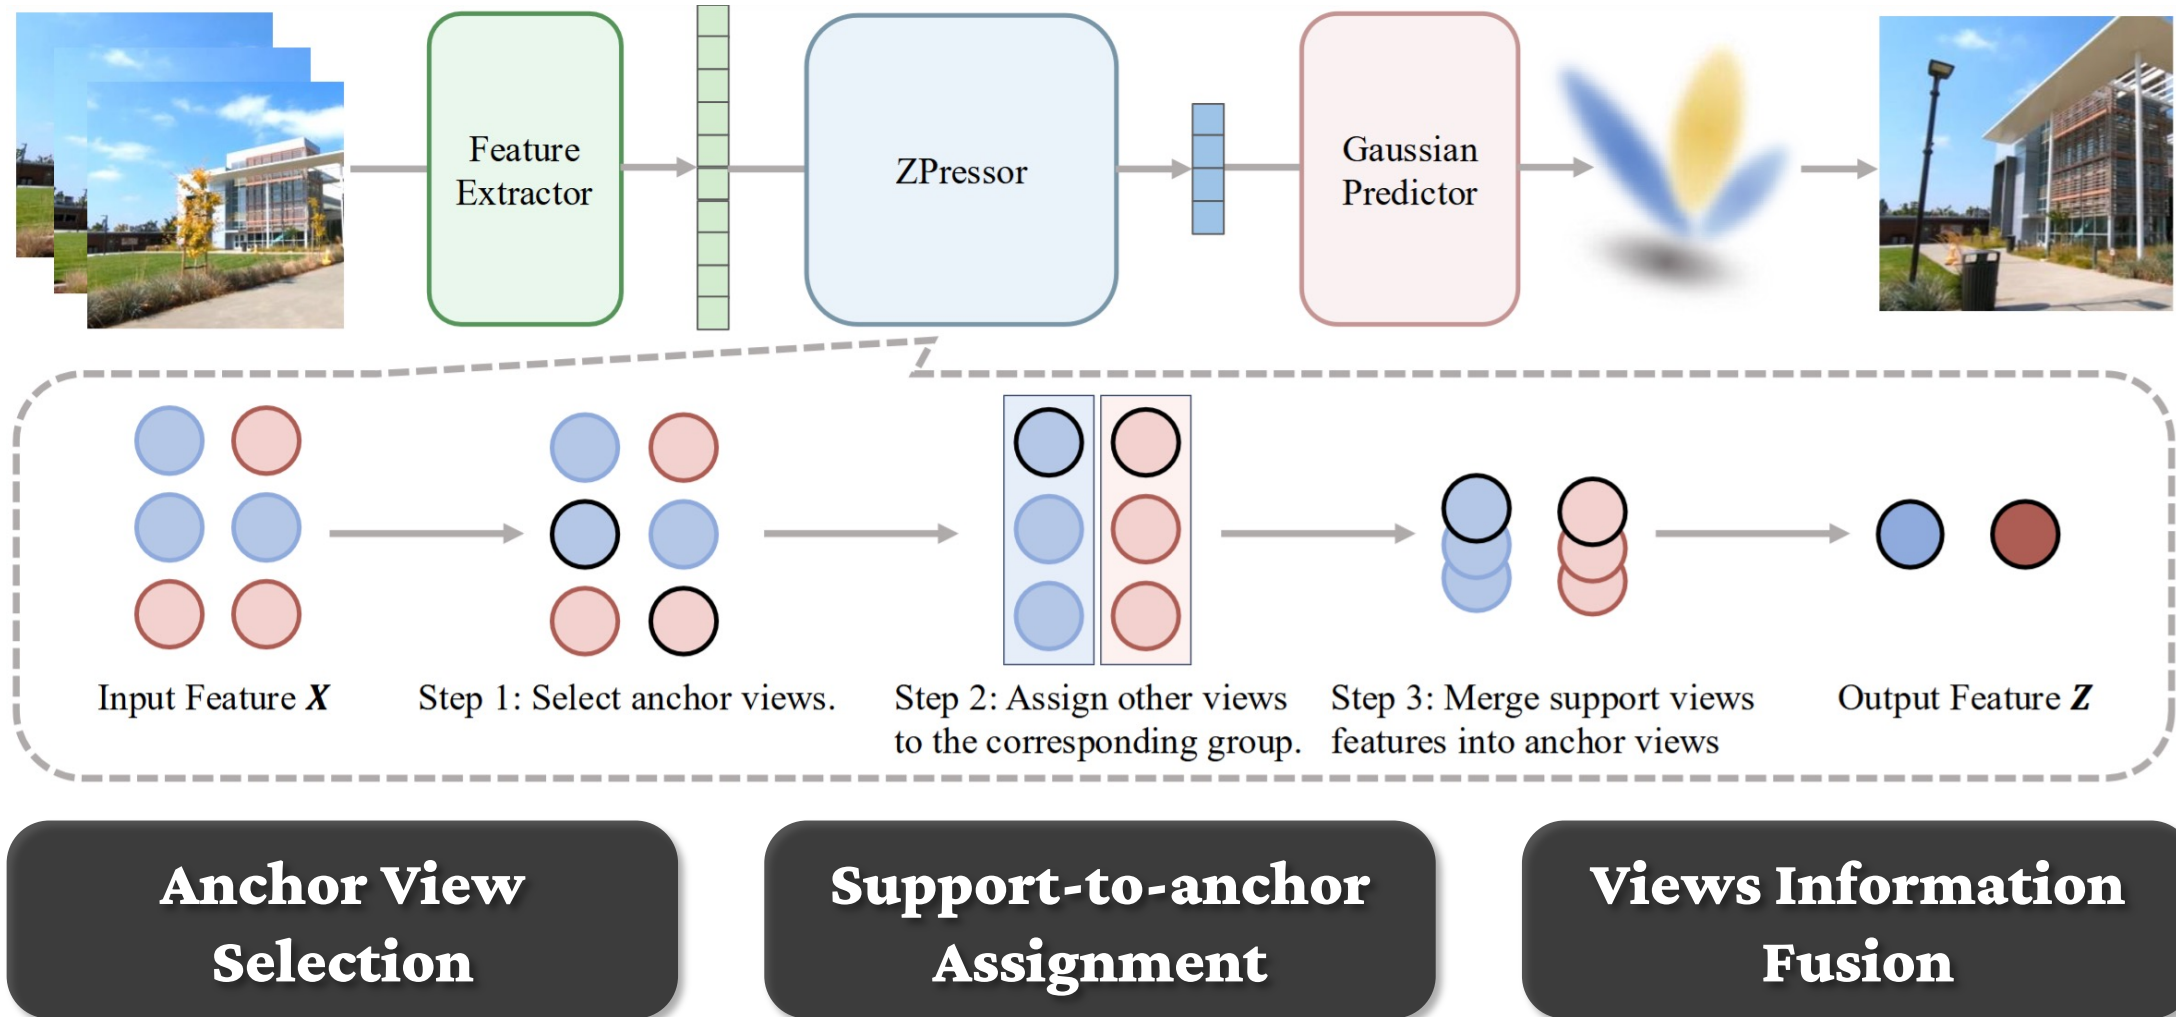 Feature
Extractor
ZPressor
Gaussian
Predictor
Input Feature X
Step 1: Select anchor views.
Step 2: Assign other views
to the corresponding group.
Step 3: Merge support views
features into anchor views
Output Feature Z
Anchor View
Selection
Support-to-anchor
Assignment
Views Information
Fusion